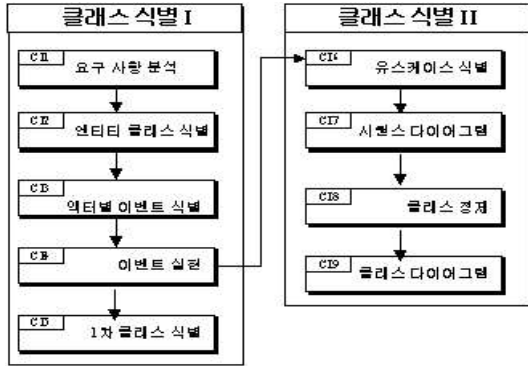 클래스 식별 I
CI1
요구 사항 분석
CI2
엔티티 클래스 식별
CI3
액터별 이벤트 식별
CI4
이벤트 실현
CI5
1차 클래스 식별
클래스 식별 II
CI6
유스케이스 식별
CI7
시퀀스 다이어그램
CI8
클래스 정제
CI9
클래스 다이어그램